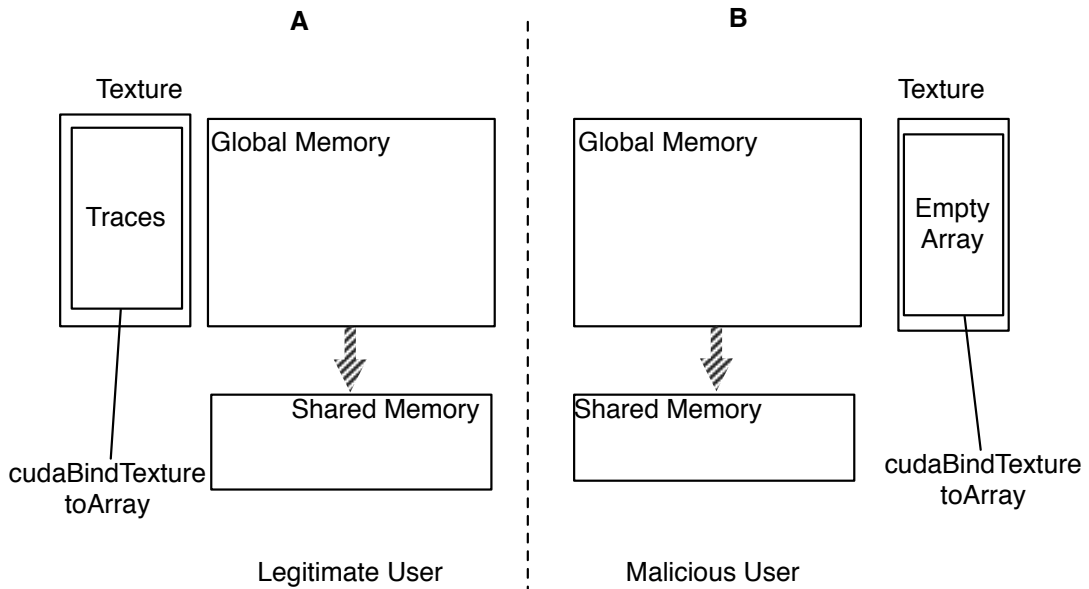 A
B
Texture
Texture
Global Memory
Global Memory
Traces
Empty
Array
Shared Memory
Shared Memory
cudaBindTexture
toArray
cudaBindTexture
toArray
Legitimate User
Malicious User